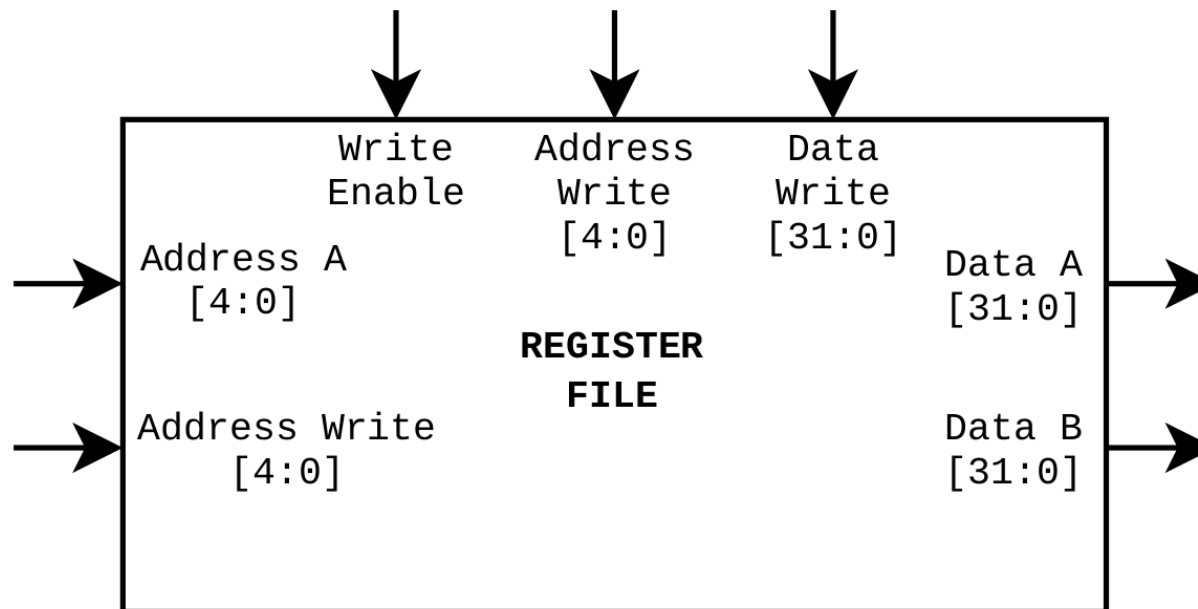 Write
Enable
Address
Write
[4:0]
Data
Write
[31:0]
Address A
[4:0]
Data A
[31:0]
REGISTER
FILE
Address Write
[4:0]
Data B
[31:0]